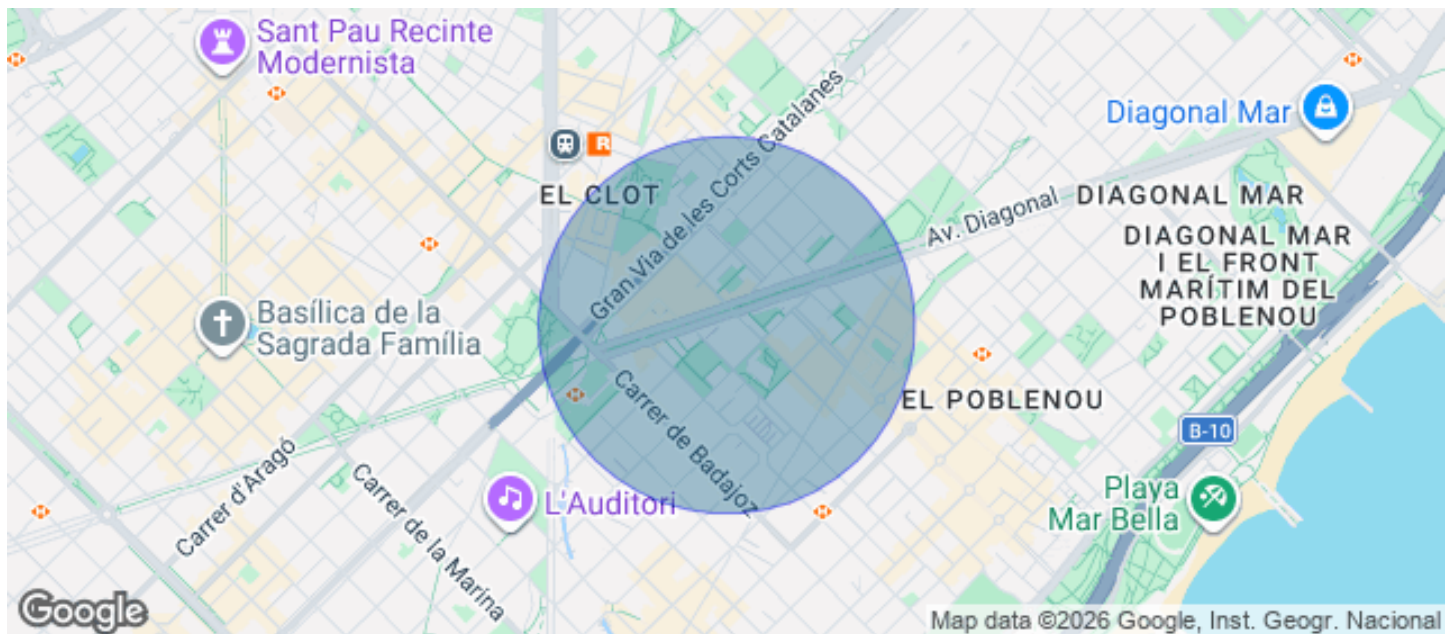 Sant Pau Recinte
Modernista
Diagonal Mar
R
EL CLOT
Gran Via de les Corts Catalanes
Av. Diagonal
DIAGONAL MAR
DIAGONAL MAR
I EL FRONT
MARÍTIM DEL
POBLENOU
Basílica de la
Sagrada Família
EL POBLENOU
Carrer de Badajoz
B-10
Carrer d'Aragó
Carrer de la Marina
L'Auditori
Playa
Mar Bella
Google
Map data ©2026 Google, Inst. Geogr. Nacional